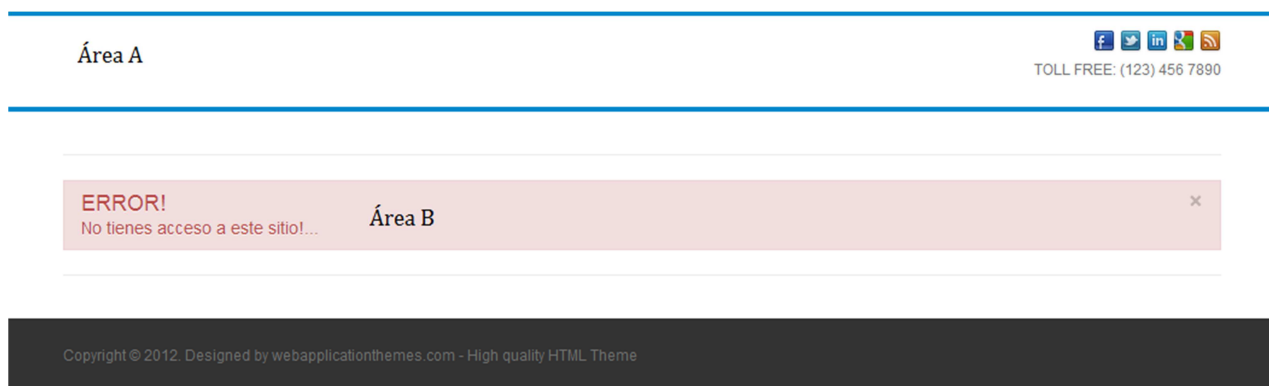 Área A
TOLL FREE: (123) 456 7890
ERROR!
No tienes acceso a este sitio!...
Área B
×
Copyright © 2012. Designed by webapplicationthemes.com - High quality HTML Theme